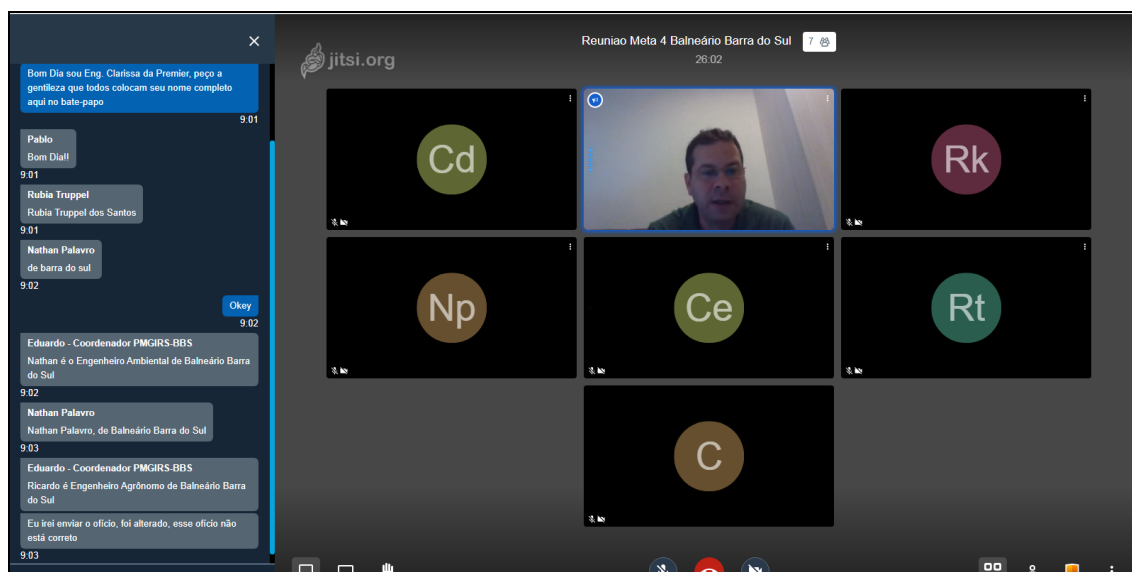 Bom Dia sou Eng. Clarissa da Premier, peço a
gentileza que todos colocam seu nome completo
aqui no bate-papo
9:01
Pablo
Bom Dia!!
9:01
Rubia Truppel
Rubia Truppel dos Santos
9:01
Nathan Palavro
de barra do sul
9:02
Okey
9:02
Eduardo - Coordenador PMGIRS-BBS
Nathan é o Engenheiro Ambiental de Balneário Barra
do Sul
9:02
Nathan Palavro
Nathan Palavro, de Balneário Barra do Sul
9:03
Eduardo - Coordenador PMGIRS-BBS
Ricardo é Engenheiro Agrônomo de Balneário Barra
do Sul
Eu irei enviar o ofício, foi alterado, esse ofício não
está correto
9:03
jitsi.org
Reuniao Meta 4 Balneário Barra do Sul 7
26:02
Cd
Rk
Np
Ce
Rt
C